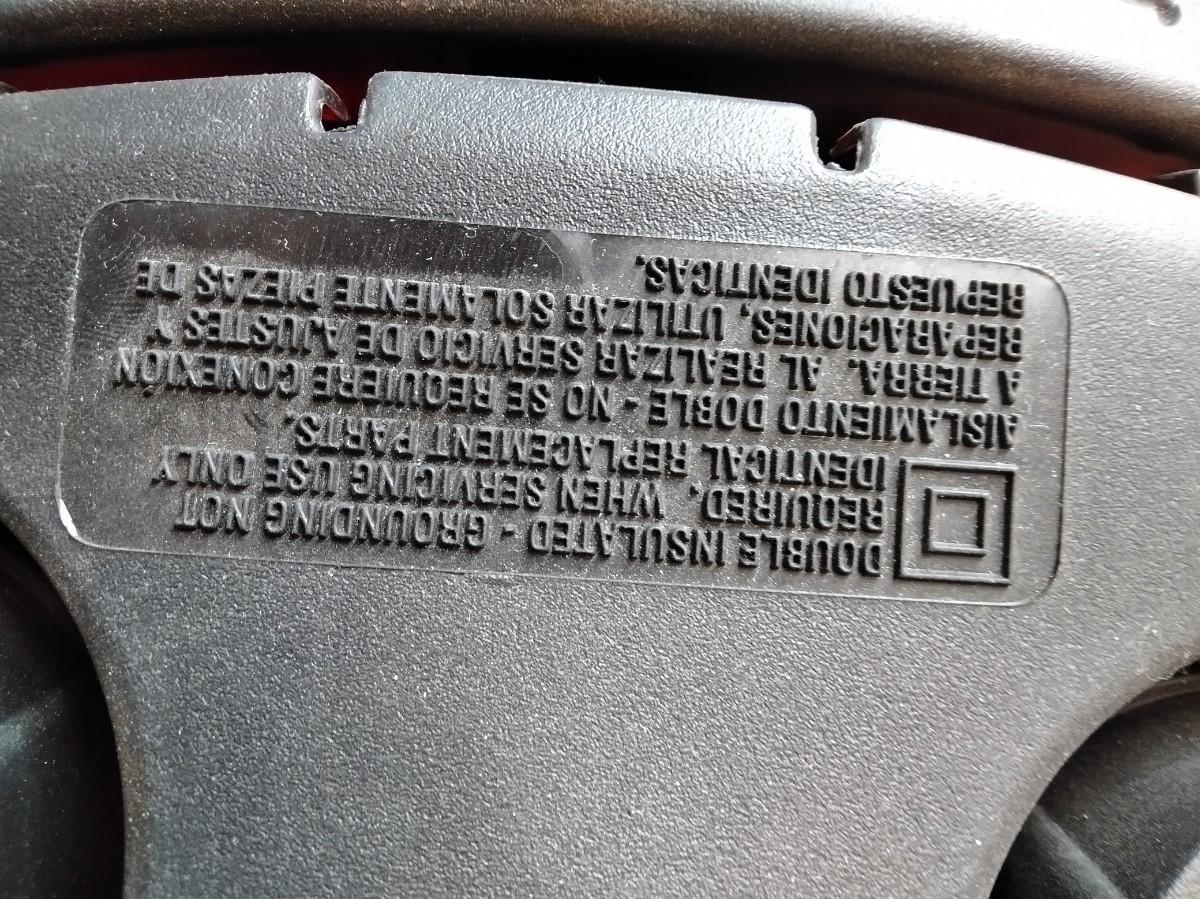 DOUBLE INSULATED - GROUNDING NOT
REQUIRED. WHEN SERVICING USE ONLY
IDENTICAL REPLACEMENT PARTS.
AISLAMIENTO DOBLE - NO SE REQUIERE CONEXIÓN
A TIERRA. AL REALIZAR SERVICIO DE AJUSTES Y
REPARACIONES, UTILIZAR SOLAMENTE PIEZAS DE
REPUESTO IDENTICAS.